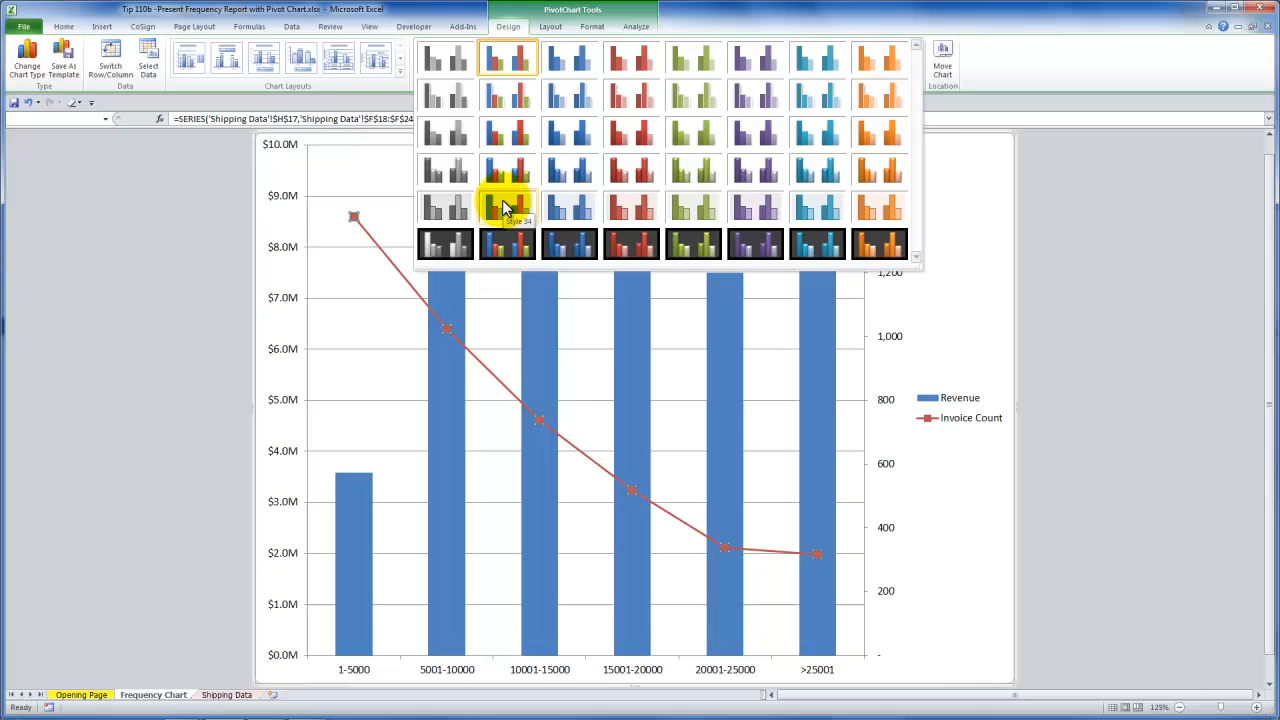 Tip 110b -Present Frequency Report with Pivot Chart.xlsx - Microsoft Excel
PivotChart Tools
File Home Insert CoSign Page Layout Formulas Data Review View Developer Add-Ins Design Layout Format Analyze
Change Chart Type
Save As Template
Switch Row/Column
Select Data
Move Chart
Type Data Chart Layouts Location
fx =SERIES('Shipping Data'!$H$17,'Shipping Data'!$F$18:$F$24
Style 34
$10.0M
$9.0M
$8.0M
$7.0M
$6.0M
$5.0M
$4.0M
$3.0M
$2.0M
$1.0M
$0.0M
1,200
1,000
800
600
400
200
-
Revenue
Invoice Count
1-5000 5001-10000 10001-15000 15001-20000 20001-25000 >25001
Opening Page Frequency Chart Shipping Data
Ready 125%